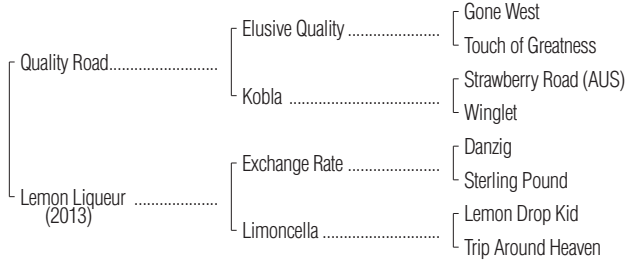 Gone West
Elusive Quality
Touch of Greatness
Quality Road
Strawberry Road (AUS)
Kobla
Winglet
Danzig
Exchange Rate
Sterling Pound
Lemon Liqueur
(2013)
Lemon Drop Kid
Limoncella
Trip Around Heaven